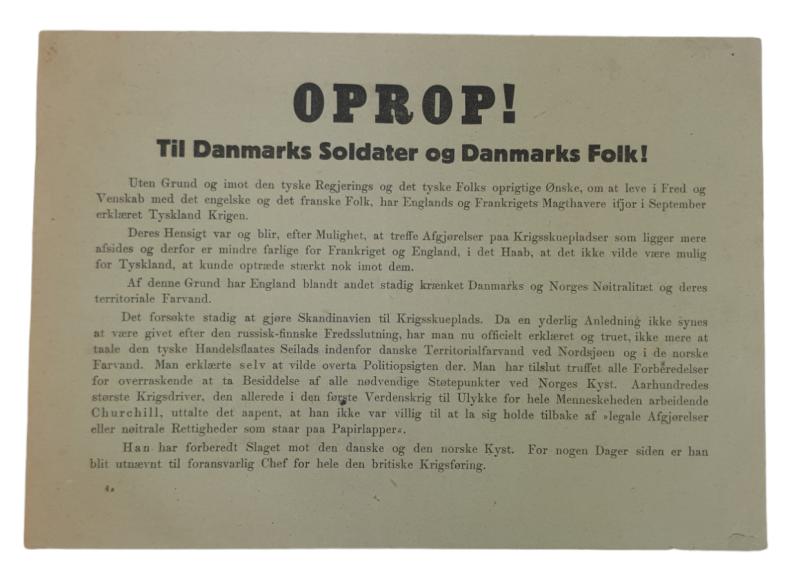 OPROP!
Til Danmarks Soldater og Danmarks Folk!
Uten Grund og imot den tyske Regjerings og det tyske Folks oprigtige Ønske, om at leve i Fred og
Venskab med det engelske og det franske Folk, har Englands og Frankrigets Magthavere ifjor i September
erklæret Tyskland Krigen.
Deres Hensigt var og blir, efter Mulighet, at treffe Afgjørelser paa Krigsskuepladser som ligger mere
afsides og derfor er mindre farlige for Frankriget og England, i det Haab, at det ikke vilde være mulig
for Tyskland, at kunde optræde stærkt nok imot dem.
Af denne Grund har England blandt andet stadig krænket Danmarks og Norges Nøitralitæt og deres
territoriale Farvand.
Det forsøkte stadig at gjøre Skandinavien til Krigsskueplads. Da en yderlig Anledning ikke synes
at være givet efter den russisk-finnske Fredsslutning, har man nu officielt erklæret og truet, ikke mere at
taale den tyske Handelsflaates Seilads indenfor danske Territorialfarvand ved Nordsjøen og i de norske
Farvand. Man erklærte selv at vilde overta Politiopsigten der. Man har tilslut truffet alle Forberedelser
for overraskende at ta Besiddelse af alle nødvendige Støtepunkter ved Norges Kyst. Aarhundredes
største Krigsdriver, den allerede i den første Verdenskrig til Ulykke for hele Menneskeheden arbeidende
Churchill, uttalte det aapent, at han ikke var villig til at la sig holde tilbake af »legale Afgjørelser
eller nøitrale Rettigheder som staar paa Papirlapper«.
Han har forberedt Slaget mot den danske og den norske Kyst. For nogen Dager siden er han
blit utnævnt til foransvarlig Chef for hele den britiske Krigsføring.